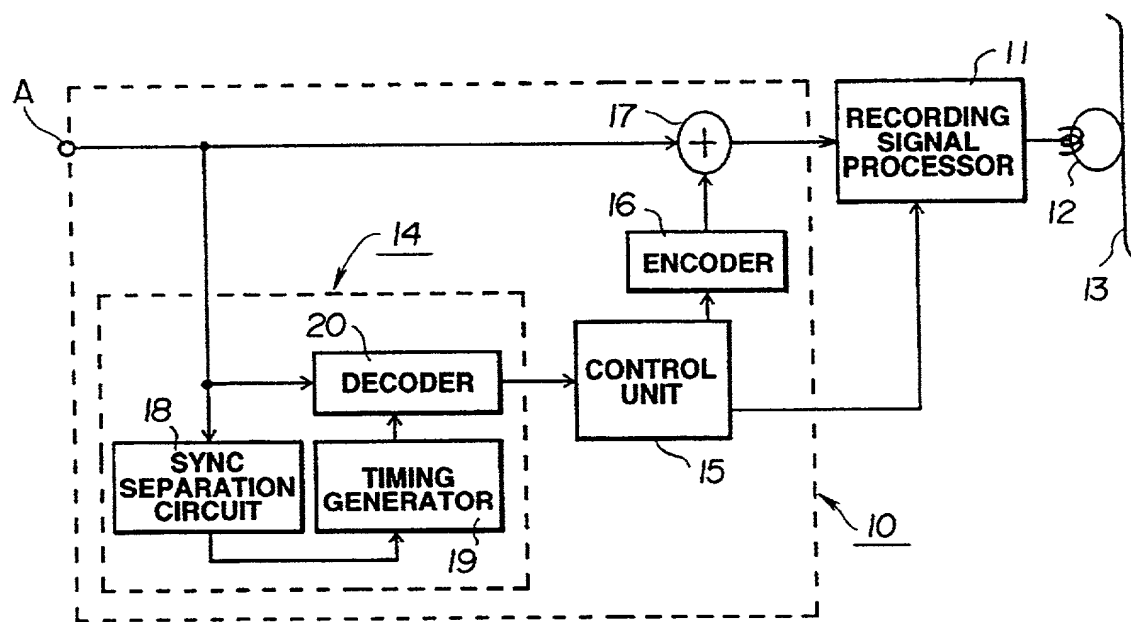 A
17
11
RECORDING
SIGNAL
PROCESSOR
12
13
16
ENCODER
14
20
DECODER
CONTROL
UNIT
15
18
SYNC
SEPARATION
CIRCUIT
TIMING
GENERATOR
19
10